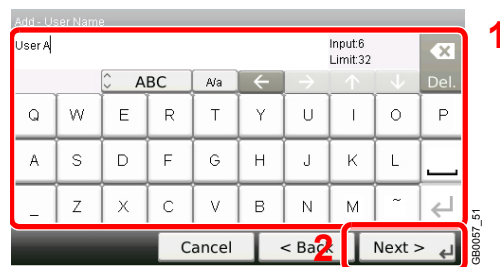 Add - User Name
1
User A
Input:6
Limit:32
Del.
ABC A/a ← → ↑ ↓
Q W E R T Y U I O P
A S D F G H J K L
_ Z X C V B N M ~ ↵
Cancel < Back 2 Next > ↵
GB0057_51